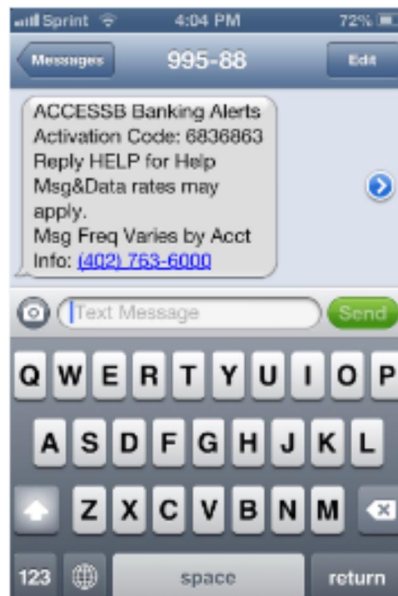 Sprint 4:04 PM 72%
Messages 995-88 Edit
ACCESSB Banking Alerts
Activation Code: 6836863
Reply HELP for Help
Msg&Data rates may
apply.
Msg Freq Varies by Acct
Info: (402) 763-6000
Text Message Send
Q W E R T Y U I O P
A S D F G H J K L
Z X C V B N M
123 space return